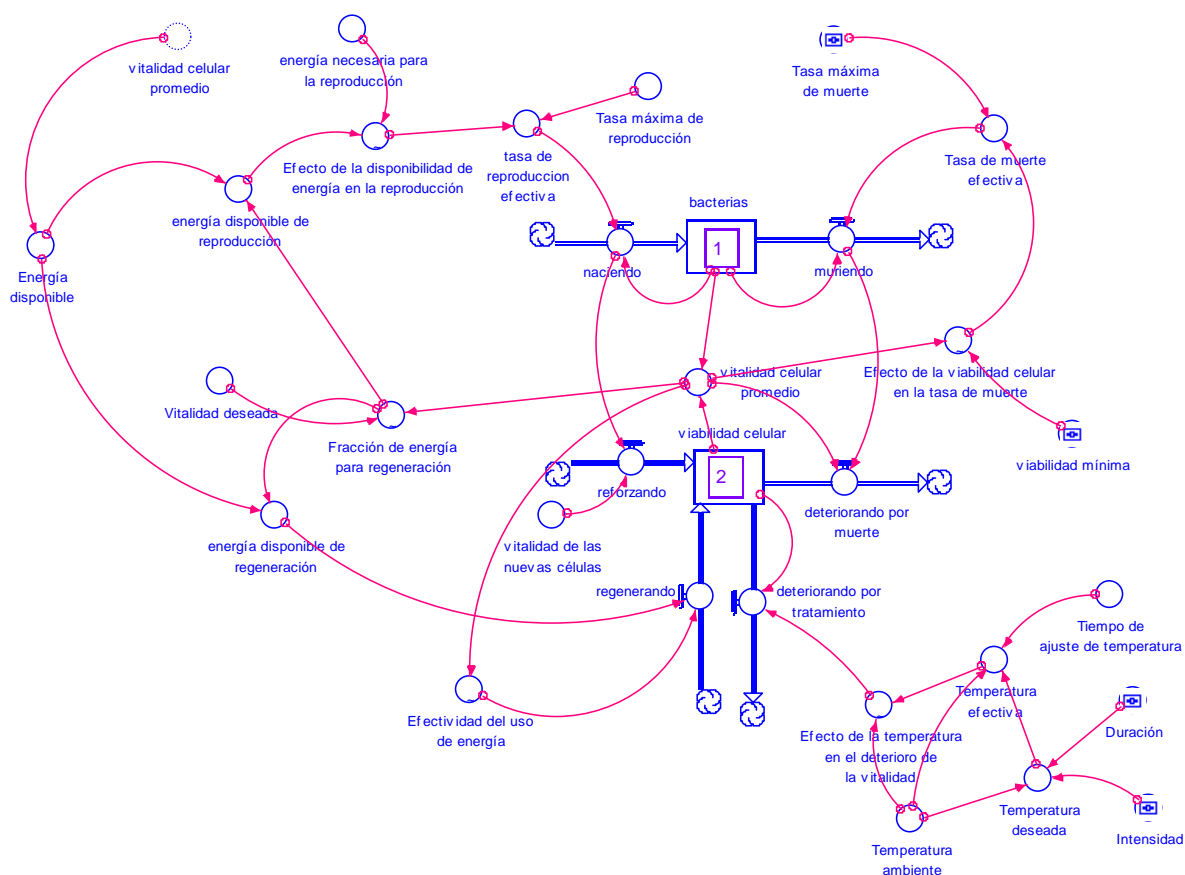 vitalidad celular
promedio
energía necesaria para
la reproducción
Tasa máxima
de muerte
Tasa máxima de
reproducción
Efecto de la disponibilidad de
energía en la reproducción
tasa de
reproduccion
efectiva
Tasa de muerte
efectiva
energía disponible de
reproducción
bacterias
1
naciendo
muriendo
Energía
disponible
Vitalidad deseada
Fracción de energía
para regeneración
vitalidad celular
promedio
Efecto de la viabilidad celular
en la tasa de muerte
viabilidad celular
2
viabilidad mínima
reforzando
deteriorando por
muerte
energía disponible de
regeneración
vitalidad de las
nuevas células
regenerando
deteriorando por
tratamiento
Tiempo de
ajuste de temperatura
Efectividad del uso
de energía
Temperatura
efectiva
Efecto de la temperatura
en el deterioro de
la vitalidad
Duración
Temperatura
deseada
Intensidad
Temperatura
ambiente